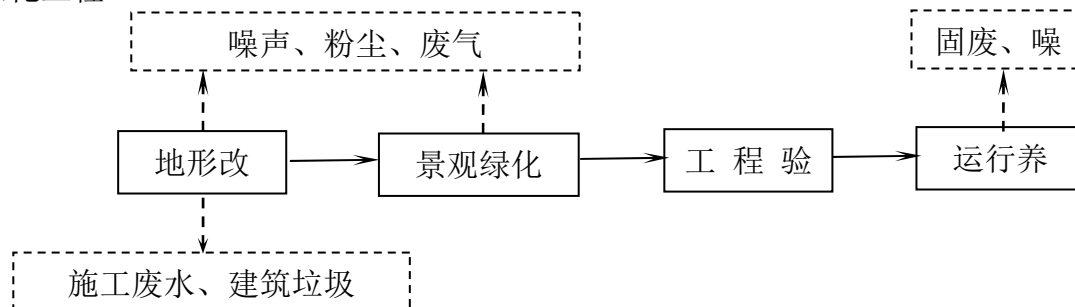 噪声、粉尘、废气
固废、噪
地形改
景观绿化
工 程 验
运行养
施工废水、建筑垃圾